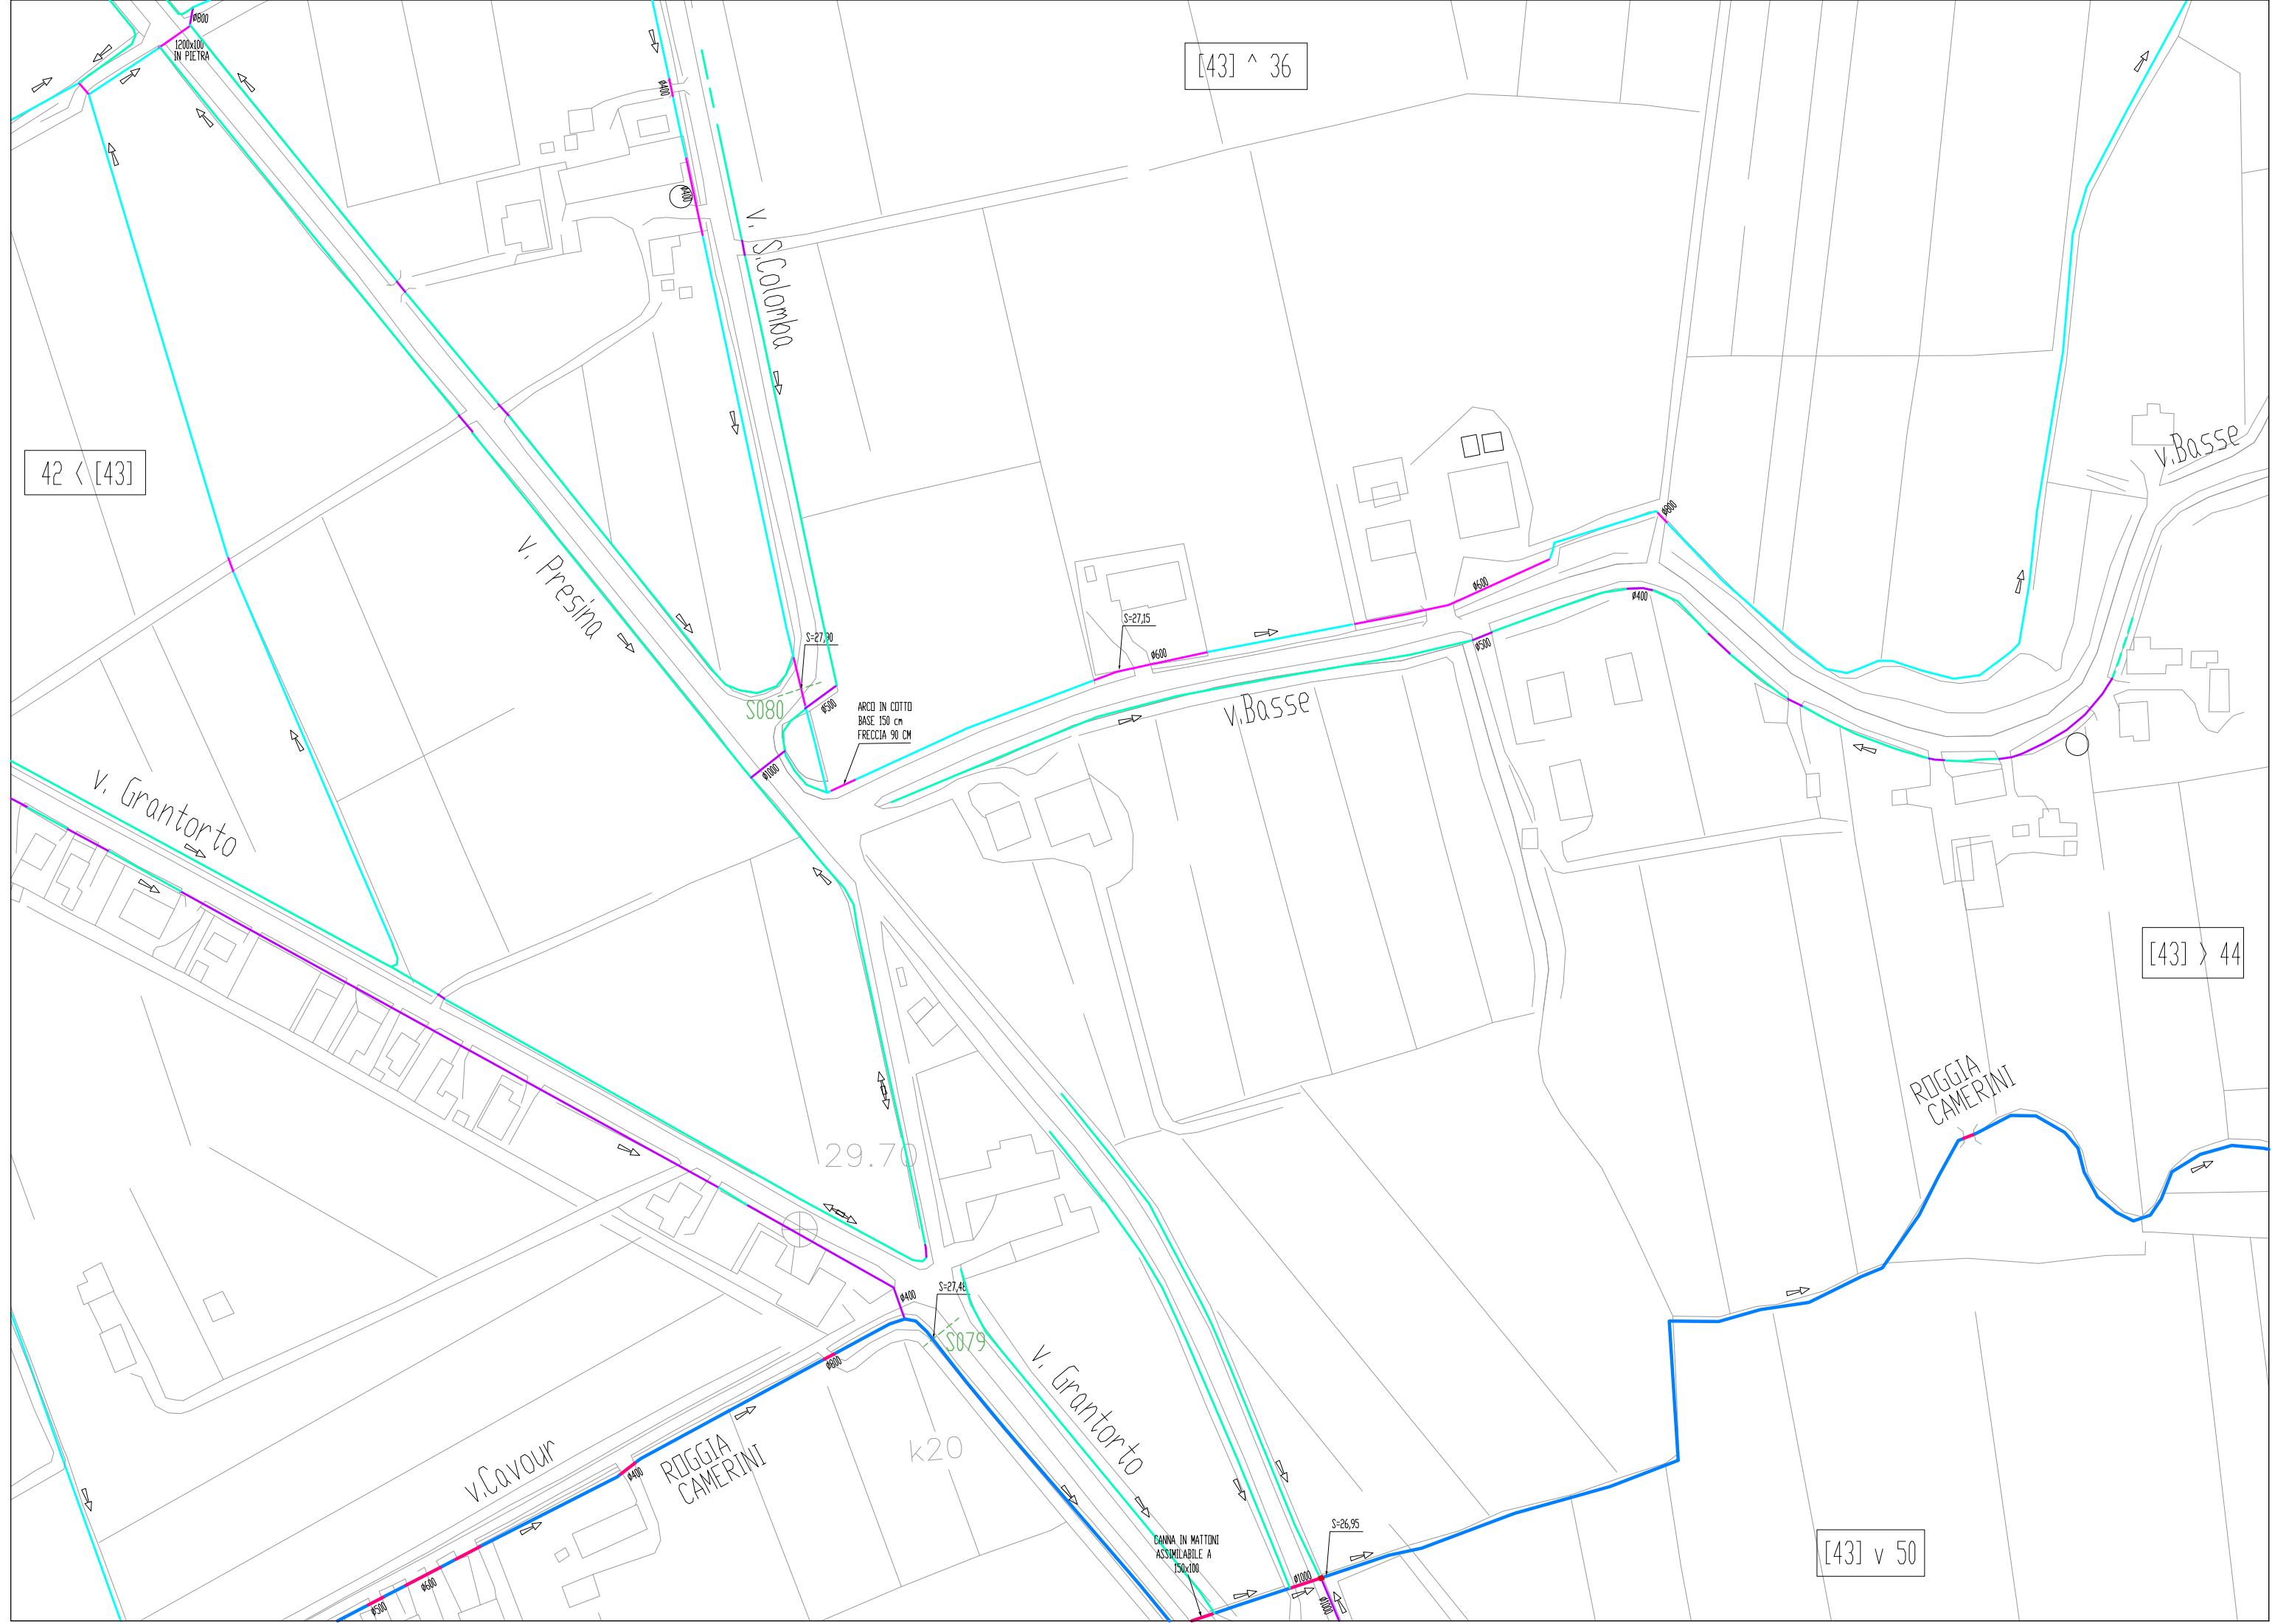 ø800
1200x100
IN PIETRA
ø400
[43] ^ 36
ø400
v. S.Colomba
42 < [43]
v.Basse
ø800
v. Presina
ø600
ø400
S=27,15
S=27,90
ø600
ø500
S080
ø500
ARCO IN COTTO
BASE 150 cm
FRECCIA 90 CM
v.Basse
ø1000
v. Grantorto
[43] > 44
ROGGIA
CAMERINI
29.70
S=27,48
ø400
S079
ø800
v. Grantorto
k20
v.Cavour
ROGGIA
CAMERINI
ø400
S=26,95
CANNA IN MATTONI
ASSIMILABILE A
150x100
[43] v 50
ø1000
ø600
ø500
ø1000